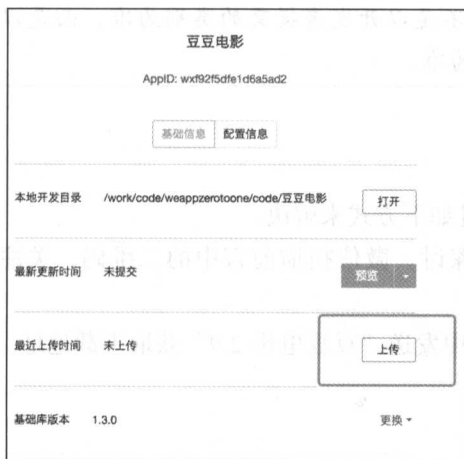 豆豆电影
AppID: wxf92f5dfe1d6a5ad2
基础信息 配置信息
本地开发目录 /work/code/weappzerotoone/code/豆豆电影 打开
最新更新时间 未提交 预览
最近上传时间 未上传 上传
基础库版本 1.3.0 更换